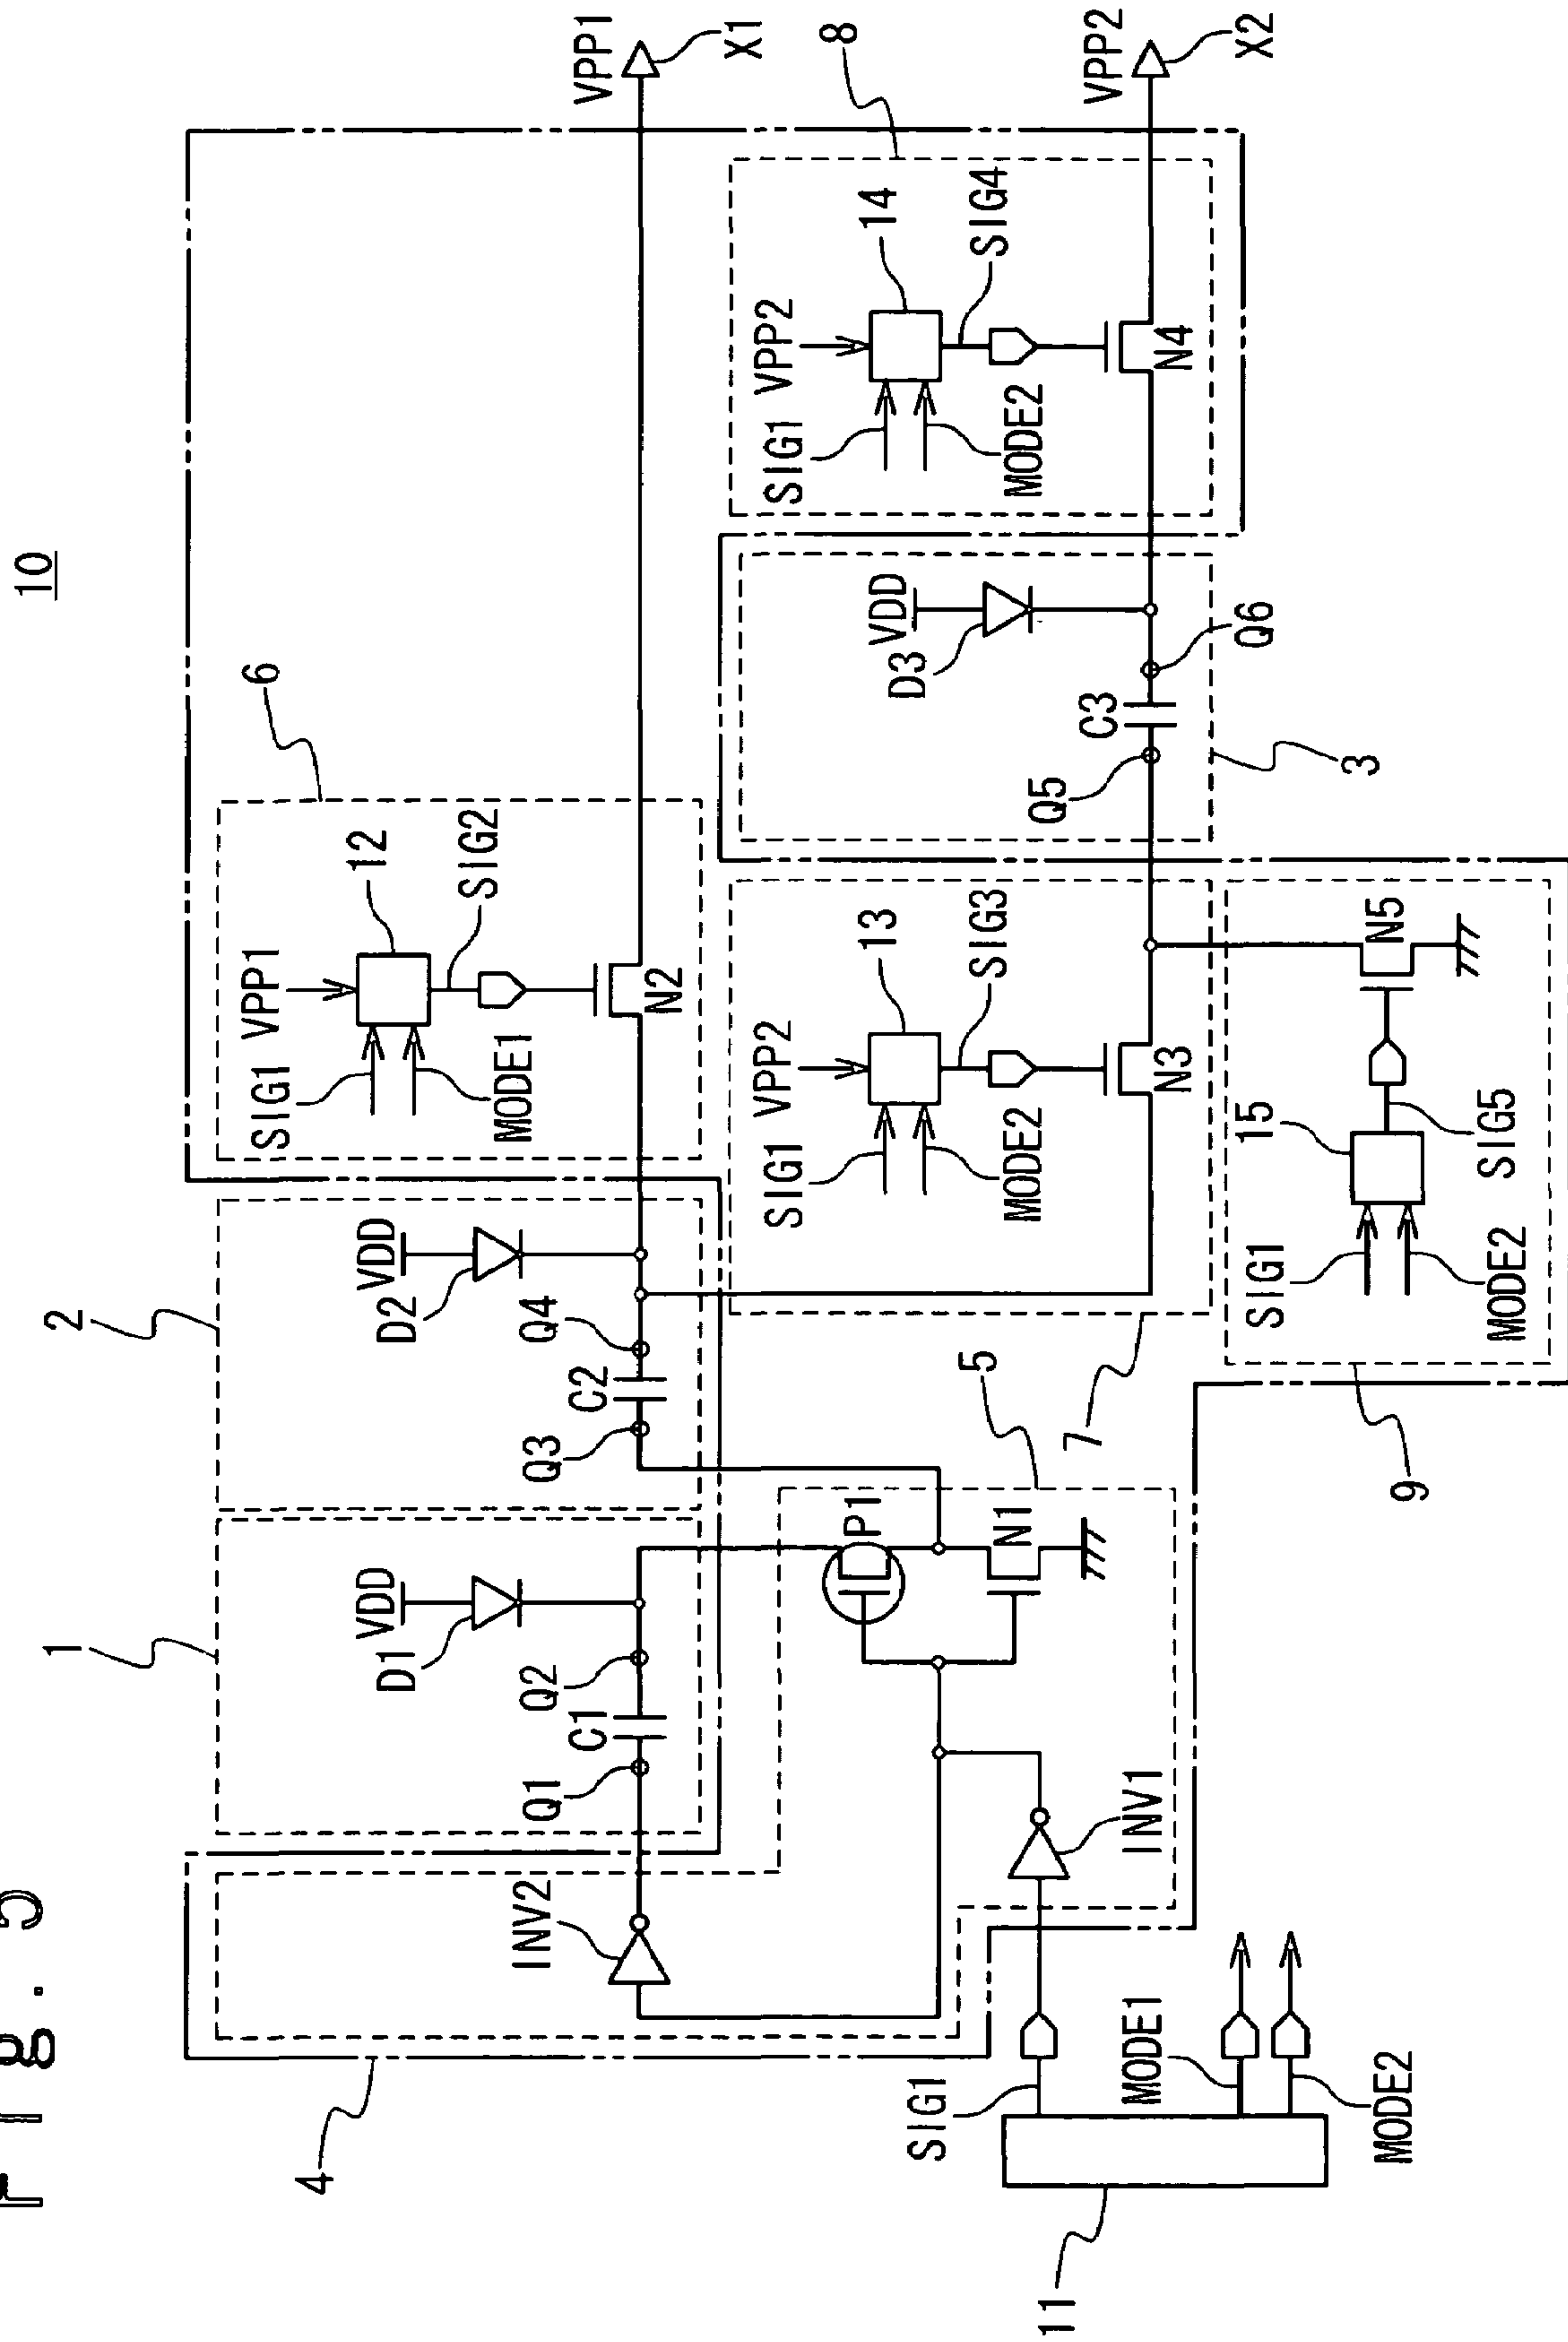 Fig.
10
1
2
6
SIG1
VPP1
4
VDD
VDD
12
D1
D2
SIG2
MODE1
INV2
Q1
Q2
Q3
Q4
C1
C2
VPP1
N2
X1
SIG1
VPP2
SIG1
VPP2
8
P1
13
VDD
14
D3
SIG1
5
SIG3
SIG4
N1
MODE2
MODE2
11
Q5
C3
7
VPP2
MODE1
INV1
N3
N4
Q6
X2
SIG1
15
3
MODE2
9
N5
MODE2
SIG5